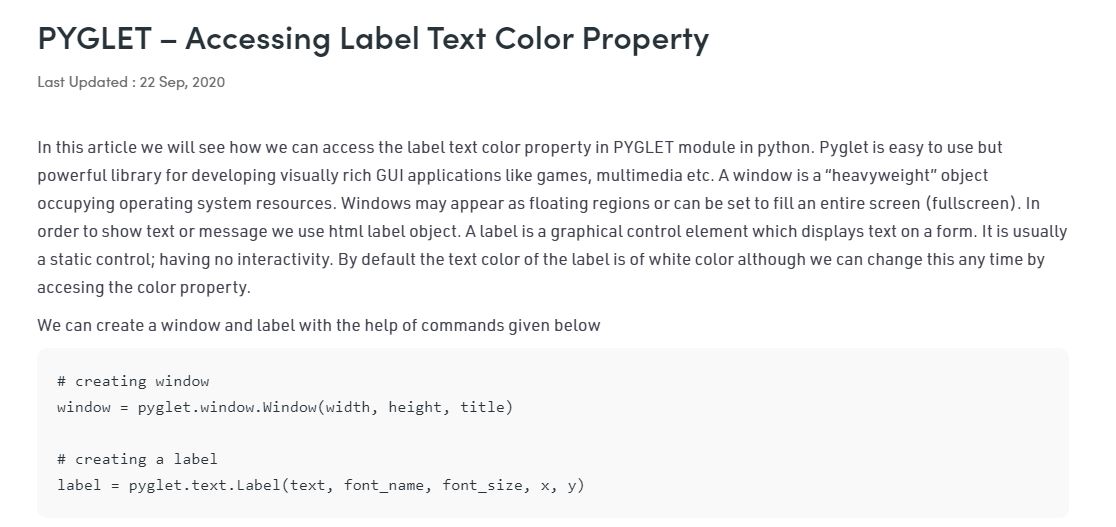 PYGLET – Accessing Label Text Color Property
Last Updated : 22 Sep, 2020
In this article we will see how we can access the label text color property in PYGLET module in python. Pyglet is easy to use but
powerful library for developing visually rich GUI applications like games, multimedia etc. A window is a “heavyweight” object
occupying operating system resources. Windows may appear as floating regions or can be set to fill an entire screen (fullscreen). In
order to show text or message we use html label object. A label is a graphical control element which displays text on a form. It is usually
a static control; having no interactivity. By default the text color of the label is of white color although we can change this any time by
accesing the color property.
We can create a window and label with the help of commands given below
# creating window
window = pyglet.window.Window(width, height, title)
# creating a label
label = pyglet.text.Label(text, font_name, font_size, x, y)